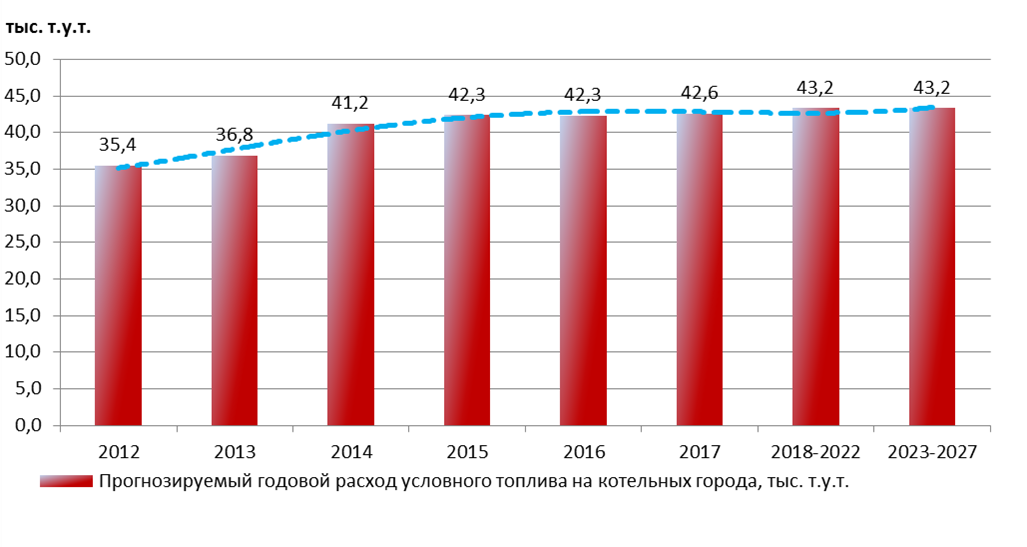 тыс. т.у.т.
50,0
45,0
40,0
35,0
30,0
25,0
20,0
15,0
10,0
5,0
0,0
35,4 36,8 41,2 42,3 42,3 42,6 43,2 43,2
2012 2013 2014 2015 2016 2017 2018-2022 2023-2027
Прогнозируемый годовой расход условного топлива на котельных города, тыс. т.у.т.